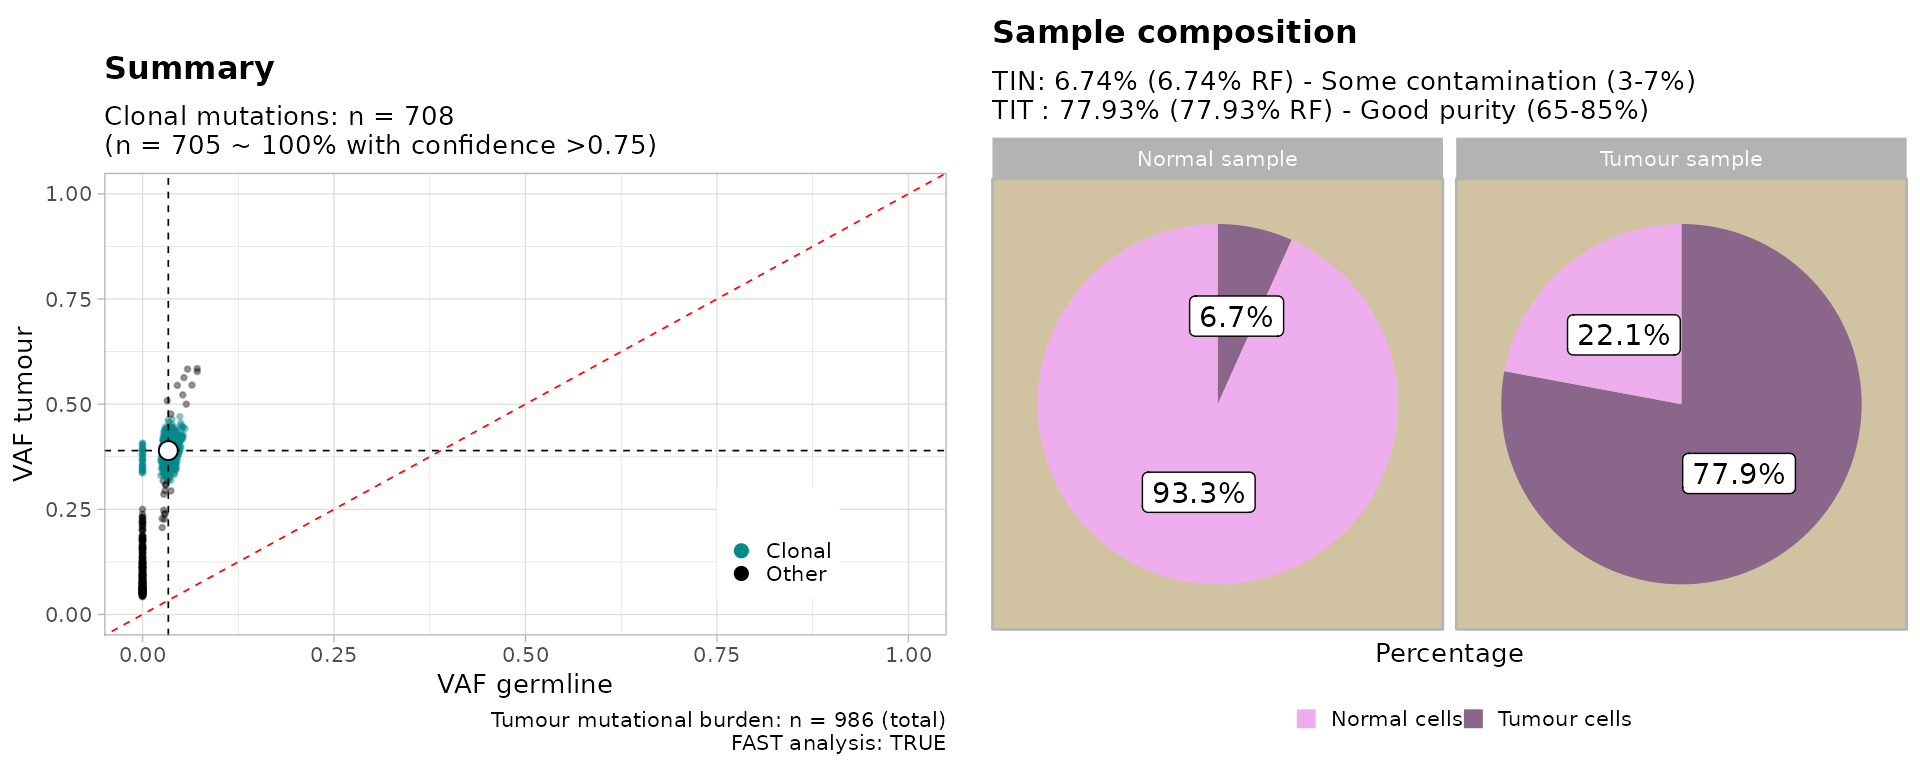 Summary
Clonal mutations: n = 708
(n = 705 ~ 100% with confidence >0.75)
VAF tumour
1.00
0.75
0.50
0.25
0.00
Clonal
Other
0.00 0.25 0.50 0.75 1.00
VAF germline
Tumour mutational burden: n = 986 (total)
FAST analysis: TRUE
Sample composition
TIN: 6.74% (6.74% RF) - Some contamination (3-7%)
TIT : 77.93% (77.93% RF) - Good purity (65-85%)
Normal sample
6.7%
93.3%
Tumour sample
22.1%
77.9%
Percentage
Normal cells Tumour cells